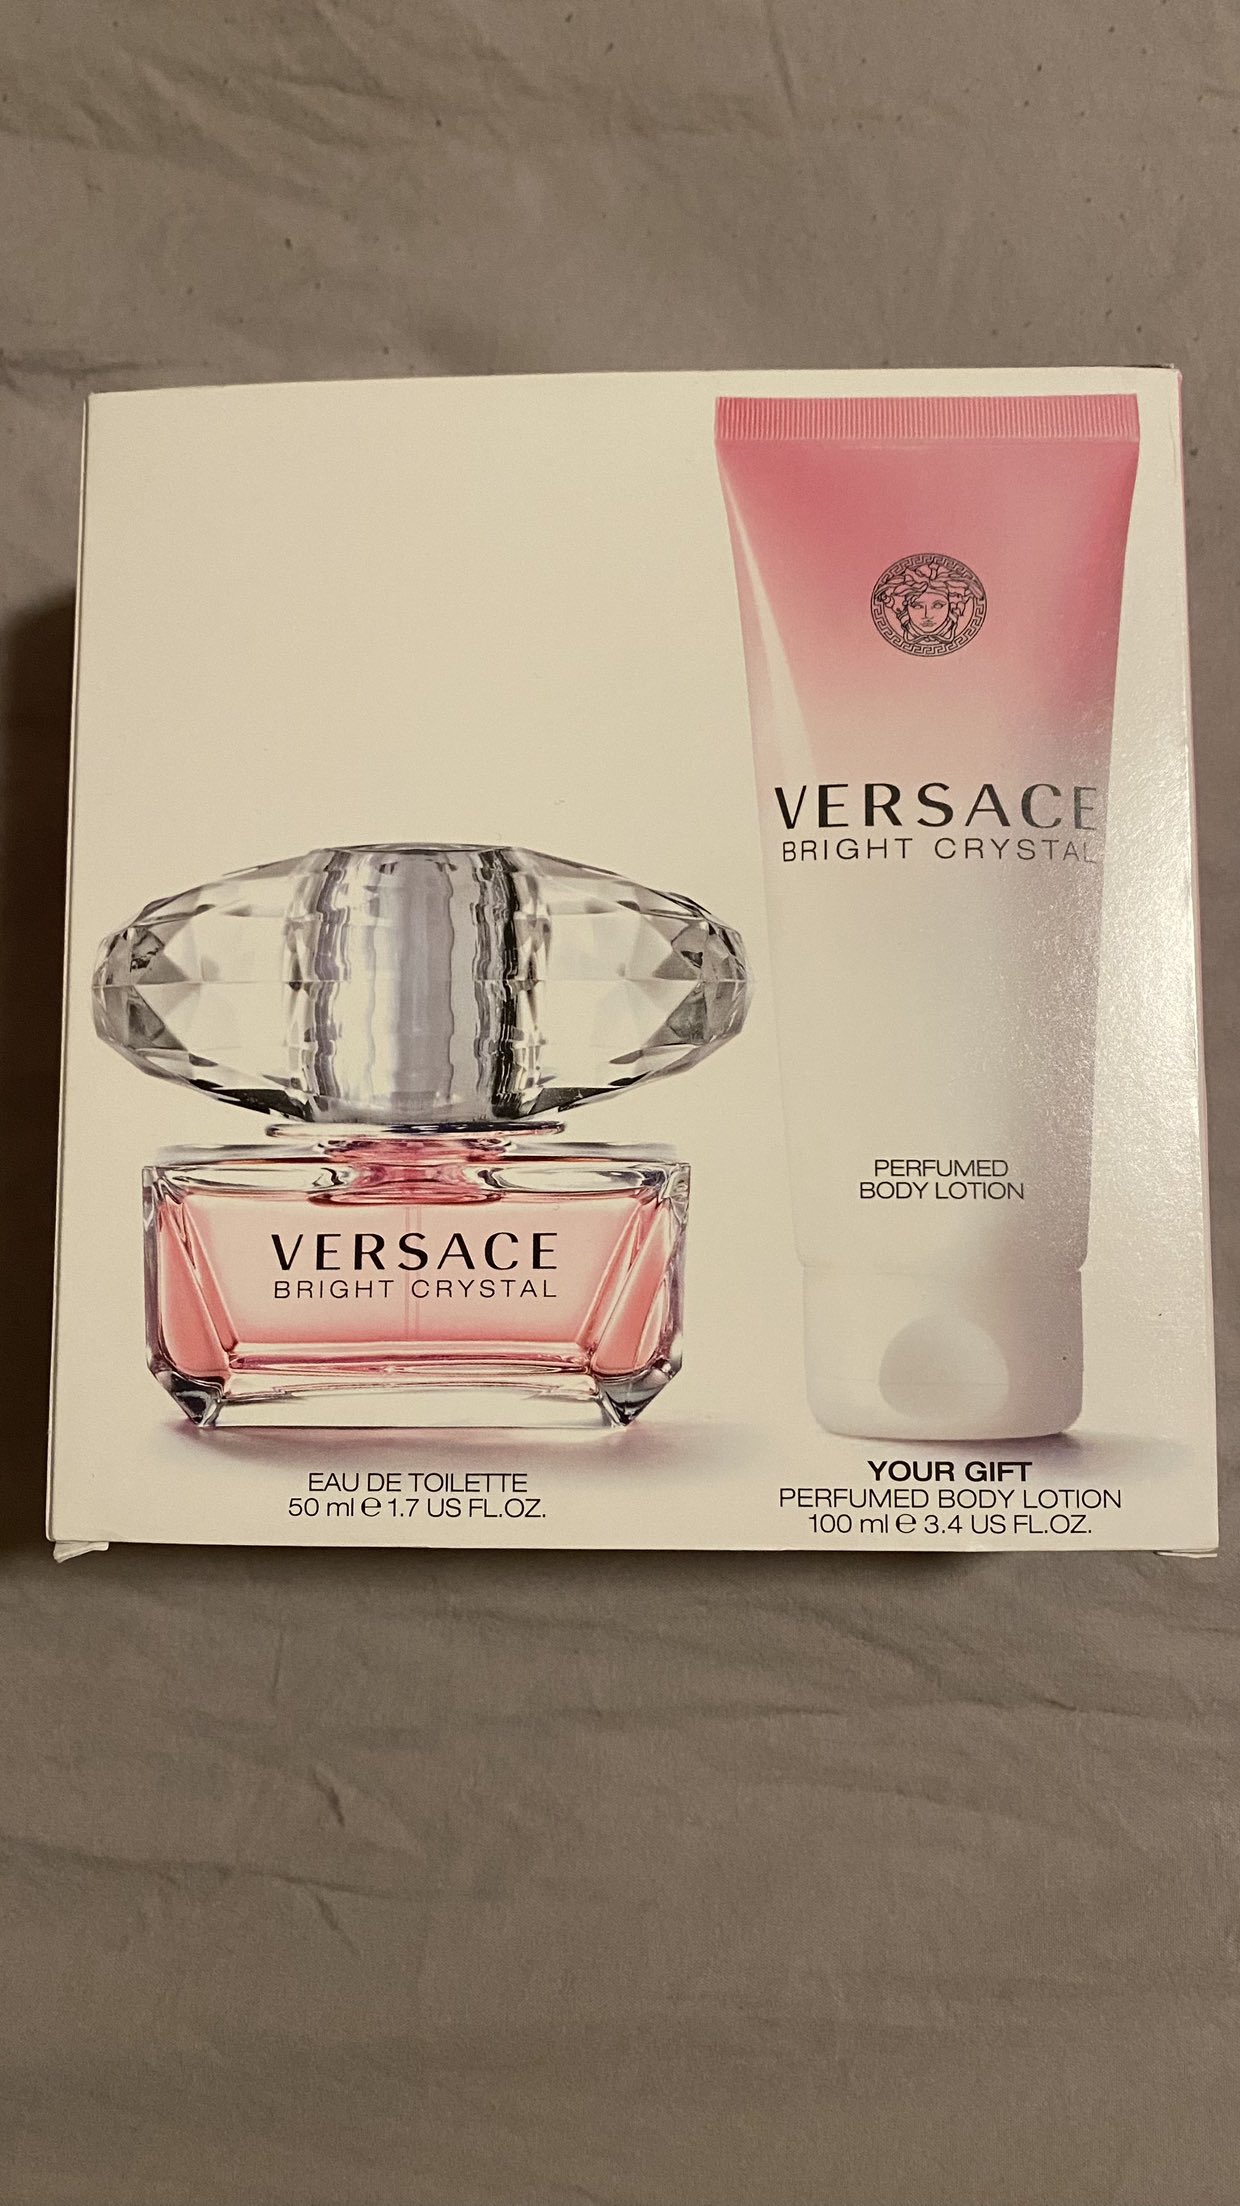 VERSACE
BRIGHT CRYSTAL
PERFUMED
BODY LOTION
VERSACE
BRIGHT CRYSTAL
EAU DE TOILETTE
50 ml ℮ 1.7 US FL.OZ.
YOUR GIFT
PERFUMED BODY LOTION
100 ml ℮ 3.4 US FL.OZ.